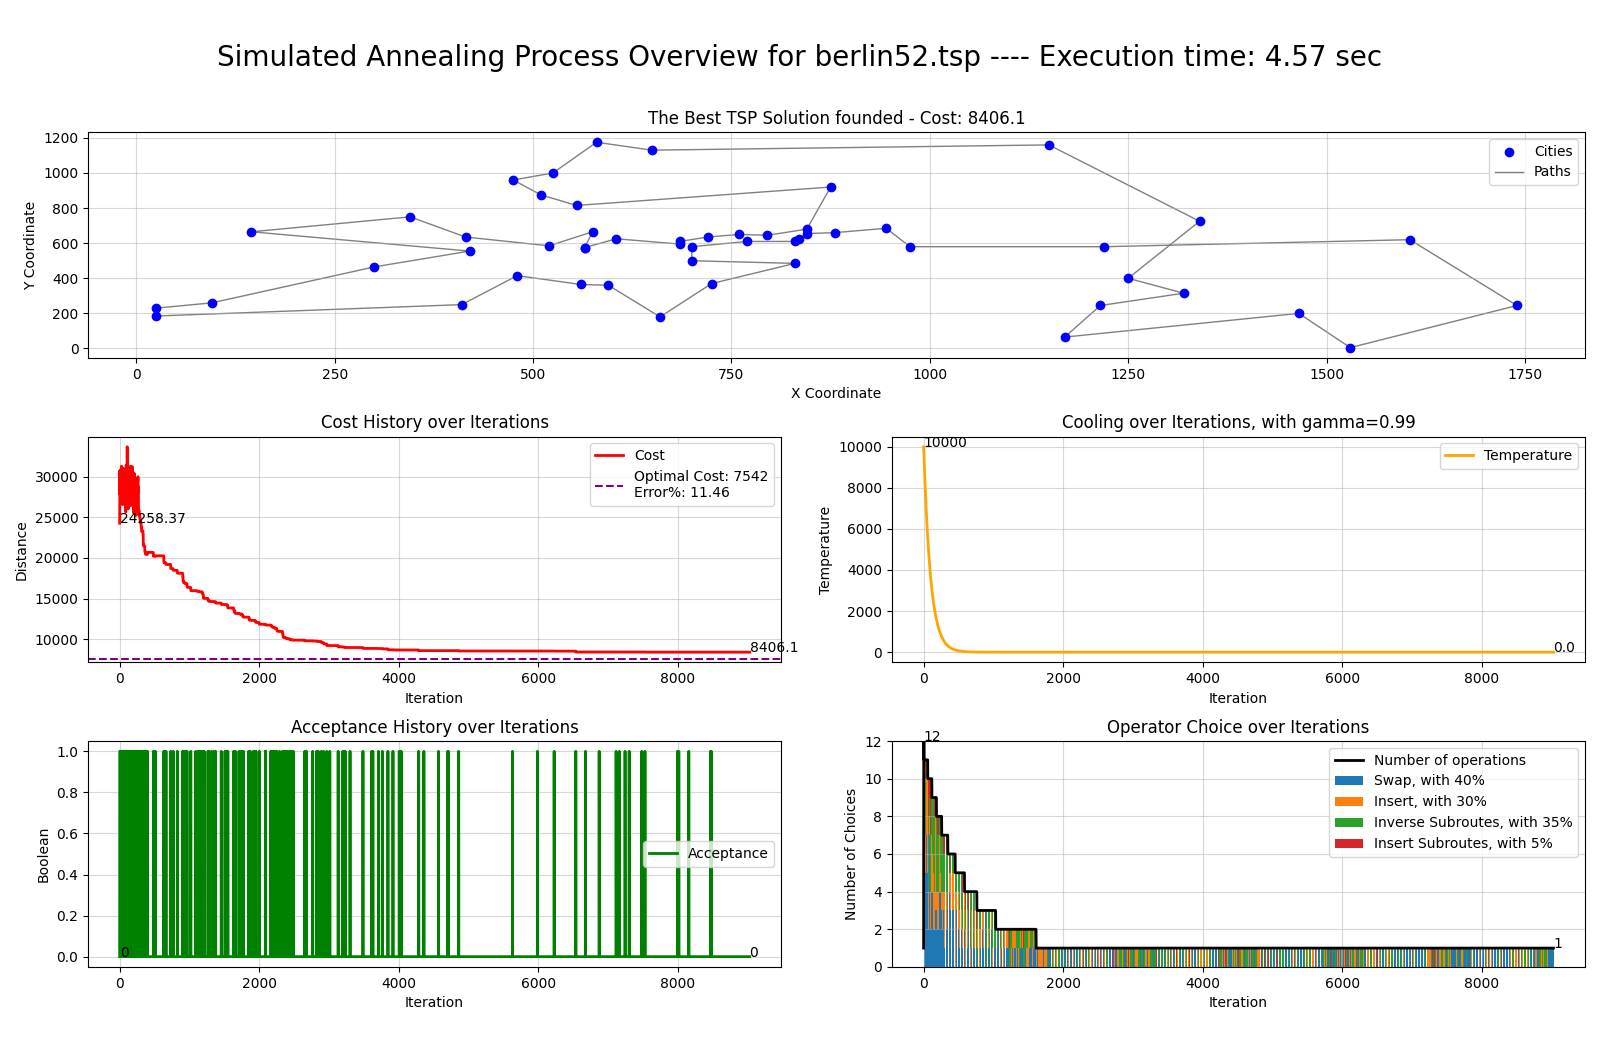 Simulated Annealing Process Overview for berlin52.tsp ---- Execution time: 4.57 sec
The Best TSP Solution founded - Cost: 8406.1
Y Coordinate
1200
1000
800
600
400
200
0
Cities
Paths
0 250 500 750 1000 1250 1500 1750
X Coordinate
Cost History over Iterations
Distance
30000
25000
20000
15000
10000
Cost
Optimal Cost: 7542
Error%: 11.46
24258.37
8406.1
0 2000 4000 6000 8000
Iteration
Cooling over Iterations, with gamma=0.99
Temperature
10000
8000
6000
4000
2000
0
10000
Temperature
0.0
0 2000 4000 6000 8000
Iteration
Acceptance History over Iterations
Boolean
1.0
0.8
0.6
0.4
0.2
0.0
Acceptance
0
0
0 2000 4000 6000 8000
Iteration
Operator Choice over Iterations
Number of Choices
12
10
8
6
4
2
0
12
Number of operations
Swap, with 40%
Insert, with 30%
Inverse Subroutes, with 35%
Insert Subroutes, with 5%
1
0 2000 4000 6000 8000
Iteration